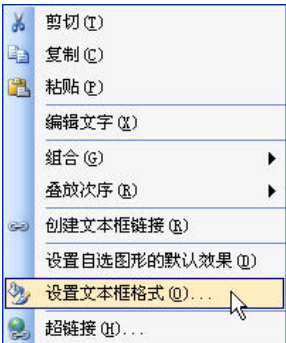 剪切(T)
复制(C)
粘贴(P)
编辑文字(X)
组合(G)
叠放次序(R)
创建文本框链接(R)
设置自选图形的默认效果(D)
设置文本框格式(O)...
超链接(H)...